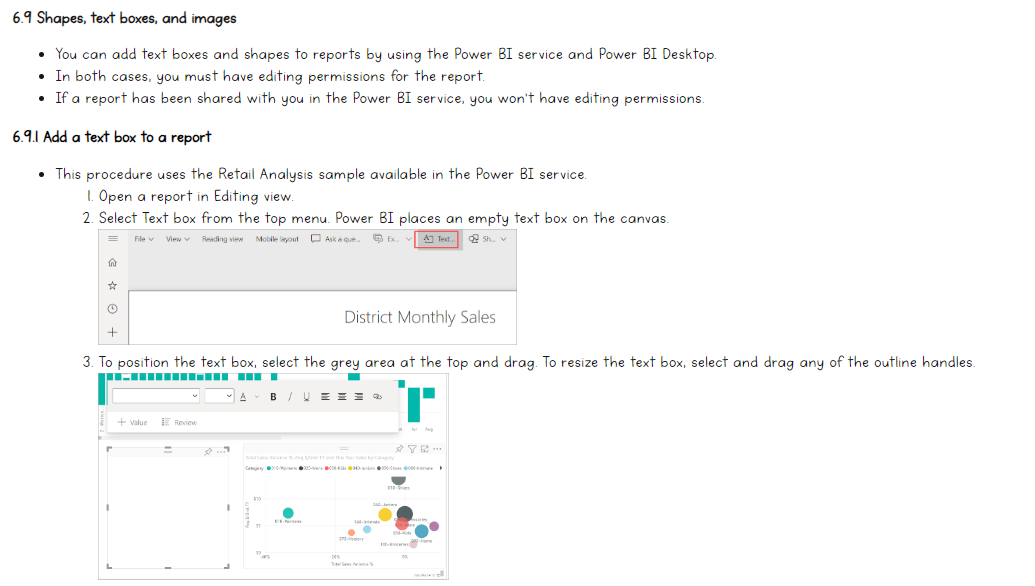 6.9 Shapes, text boxes, and images
• You can add text boxes and shapes to reports by using the Power BI service and Power BI Desktop.
• In both cases, you must have editing permissions for the report.
• If a report has been shared with you in the Power BI service, you won't have editing permissions.
6.9.1 Add a text box to a report
• This procedure uses the Retail Analysis sample available in the Power BI service.
1. Open a report in Editing view.
2. Select Text box from the top menu. Power BI places an empty text box on the canvas.
File View Reading view Mobile layout Ask a que... Ex... Text... Sh...
District Monthly Sales
3. To position the text box, select the grey area at the top and drag. To resize the text box, select and drag any of the outline handles.
A B I U
+ Value Review
Jul Aug
Category